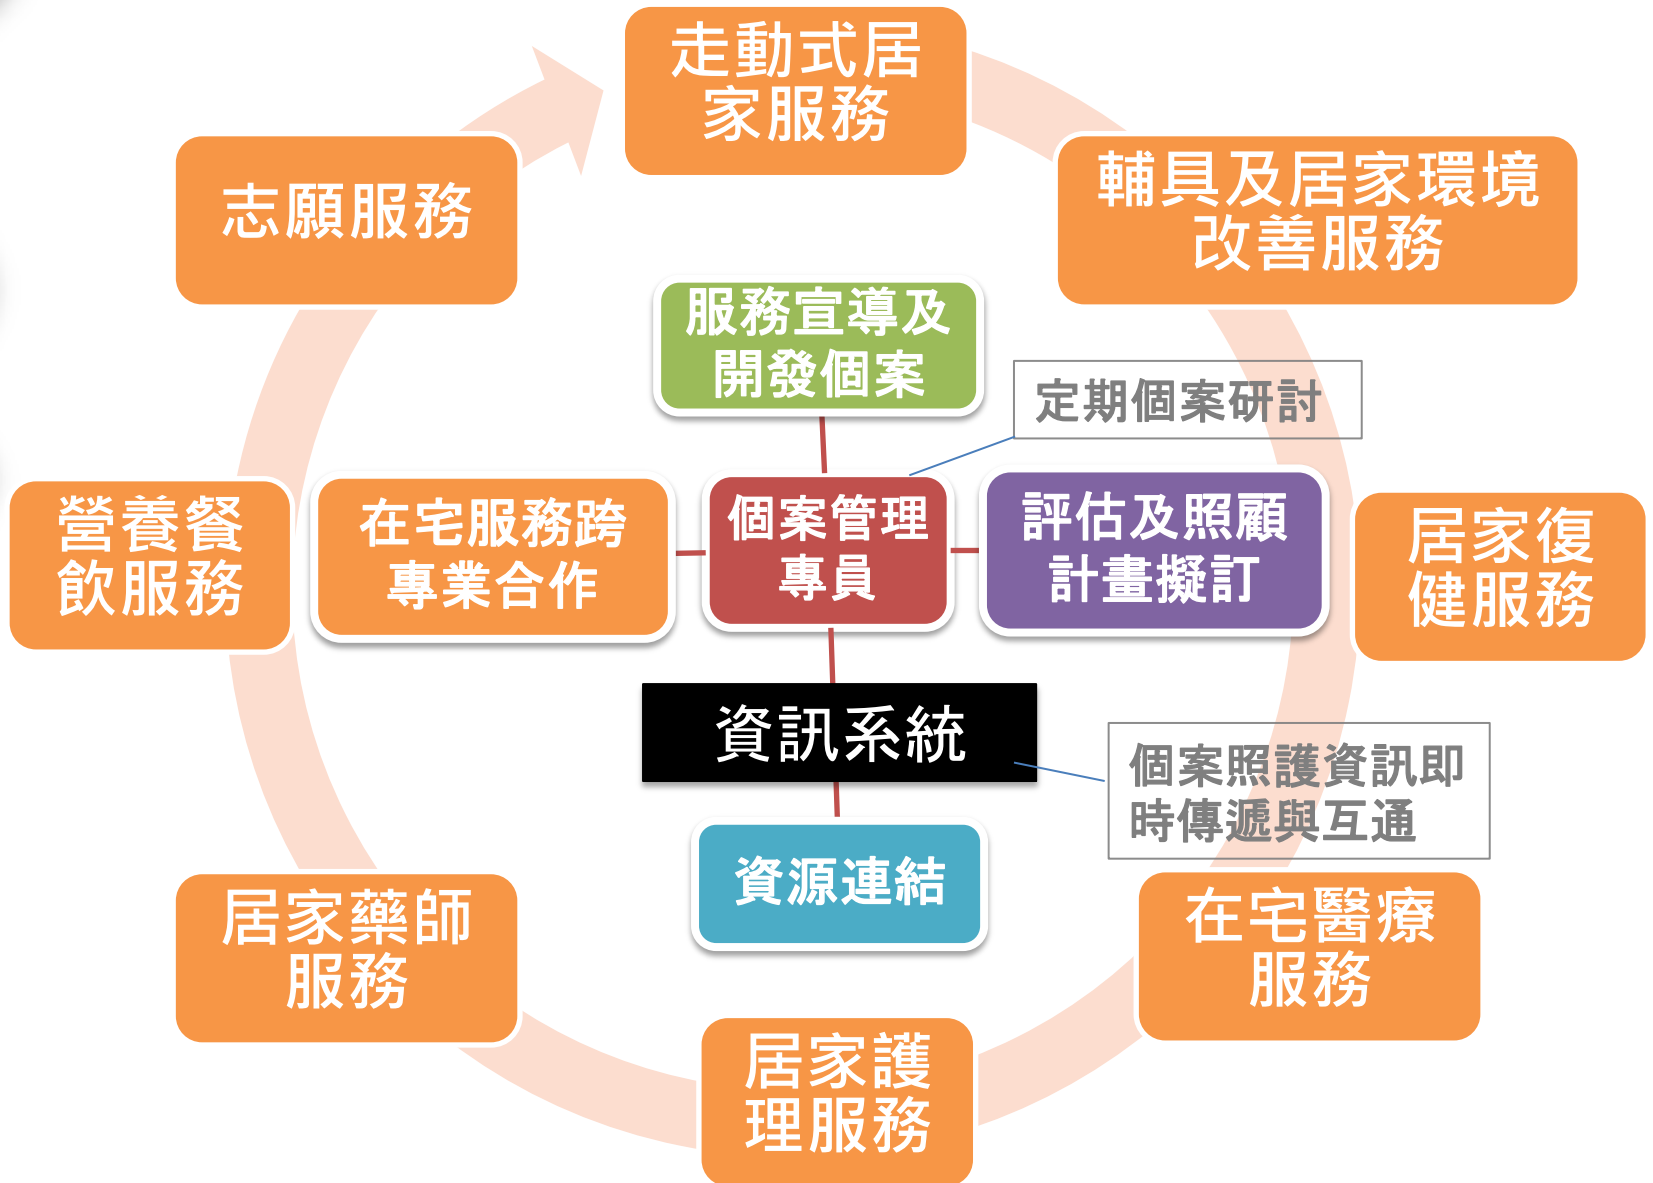 走動式居
家服務
志願服務
輔具及居家環境
改善服務
服務宣導及
開發個案
定期個案研討
營養餐
飲服務
在宅服務跨
專業合作
個案管理
專員
評估及照顧
計畫擬訂
居家復
健服務
資訊系統
個案照護資訊即
時傳遞與互通
資源連結
居家藥師
服務
在宅醫療
服務
居家護
理服務